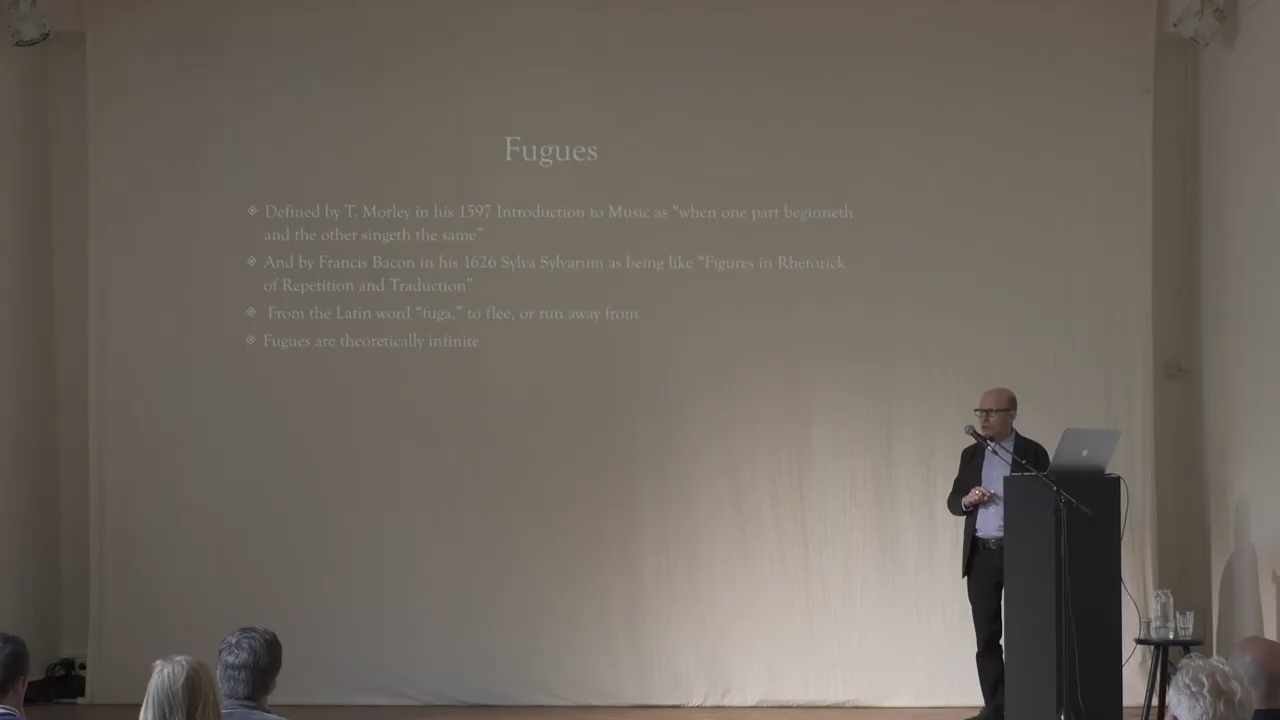 Fugues
Defined by T. Morley in his 1597 Introduction to Music as “when one part beginneth
and the other singeth the same”
And by Francis Bacon in his 1626 Sylva Sylvarum as being like “Figures in Rhetorick
of Repetition and Traduction”
From the Latin word “fuga,” to flee, or run away from
Fugues are theoretically infinite